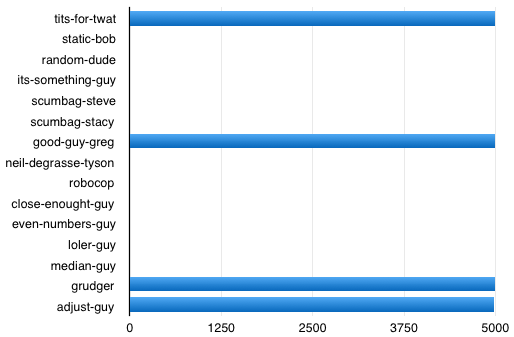 tits-for-twat
static-bob
random-dude
its-something-guy
scumbag-steve
scumbag-stacy
good-guy-greg
neil-degrasse-tyson
robocop
close-enought-guy
even-numbers-guy
loler-guy
median-guy
grudger
adjust-guy
0 1250 2500 3750 5000